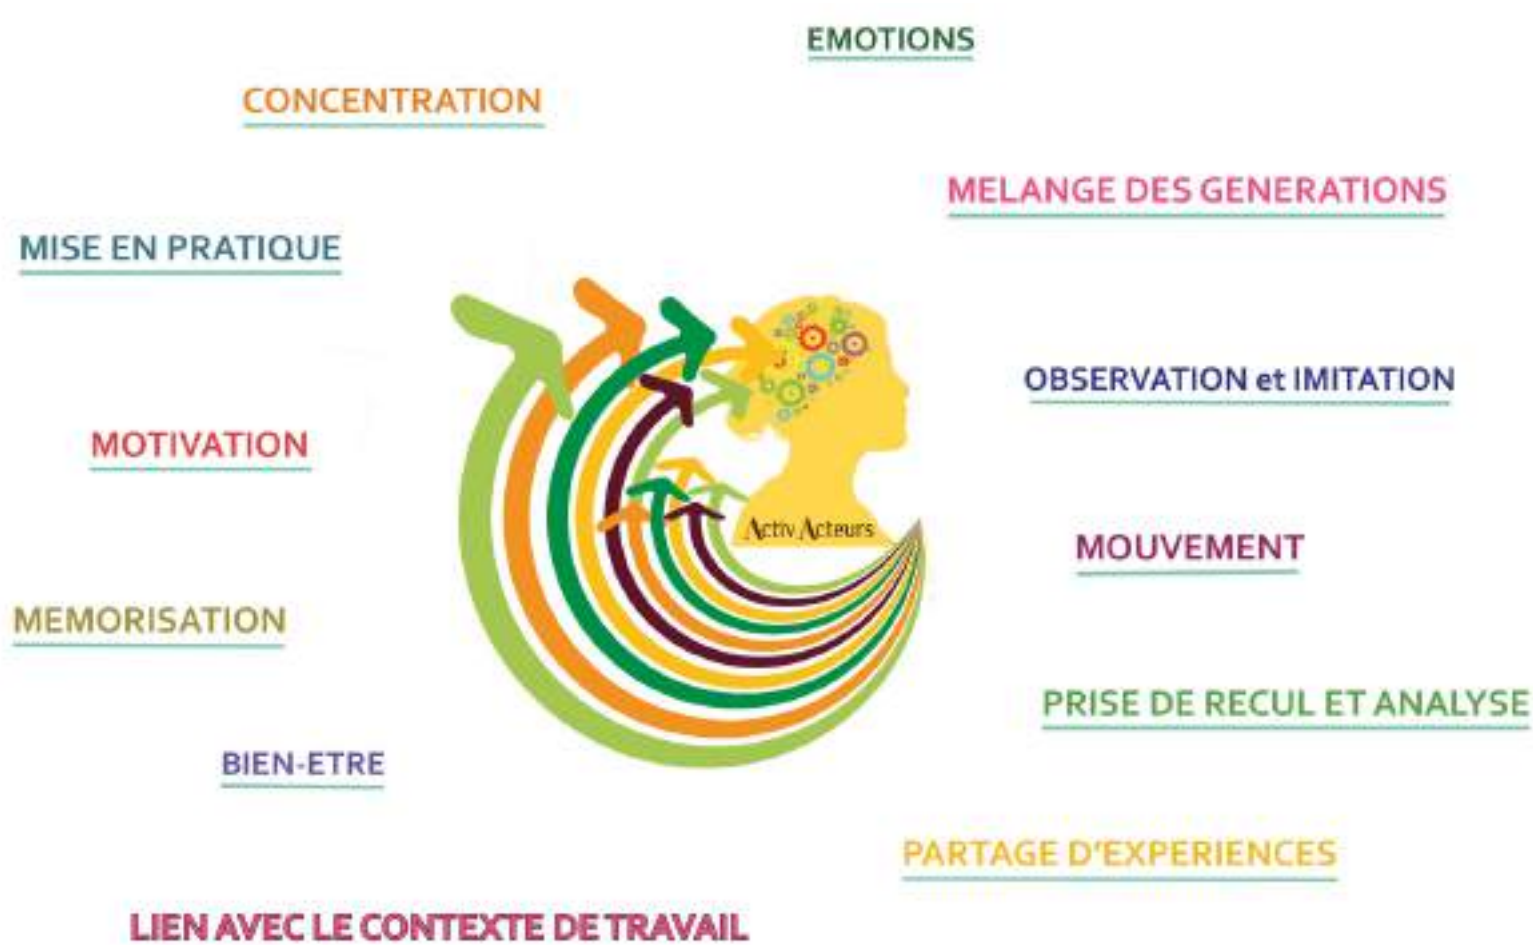 EMOTIONS
CONCENTRATION
MELANGE DES GENERATIONS
MISE EN PRATIQUE
OBSERVATION et IMITATION
MOTIVATION
Activ Acteurs
MOUVEMENT
MEMORISATION
PRISE DE RECUL ET ANALYSE
BIEN-ETRE
PARTAGE D'EXPERIENCES
LIEN AVEC LE CONTEXTE DE TRAVAIL